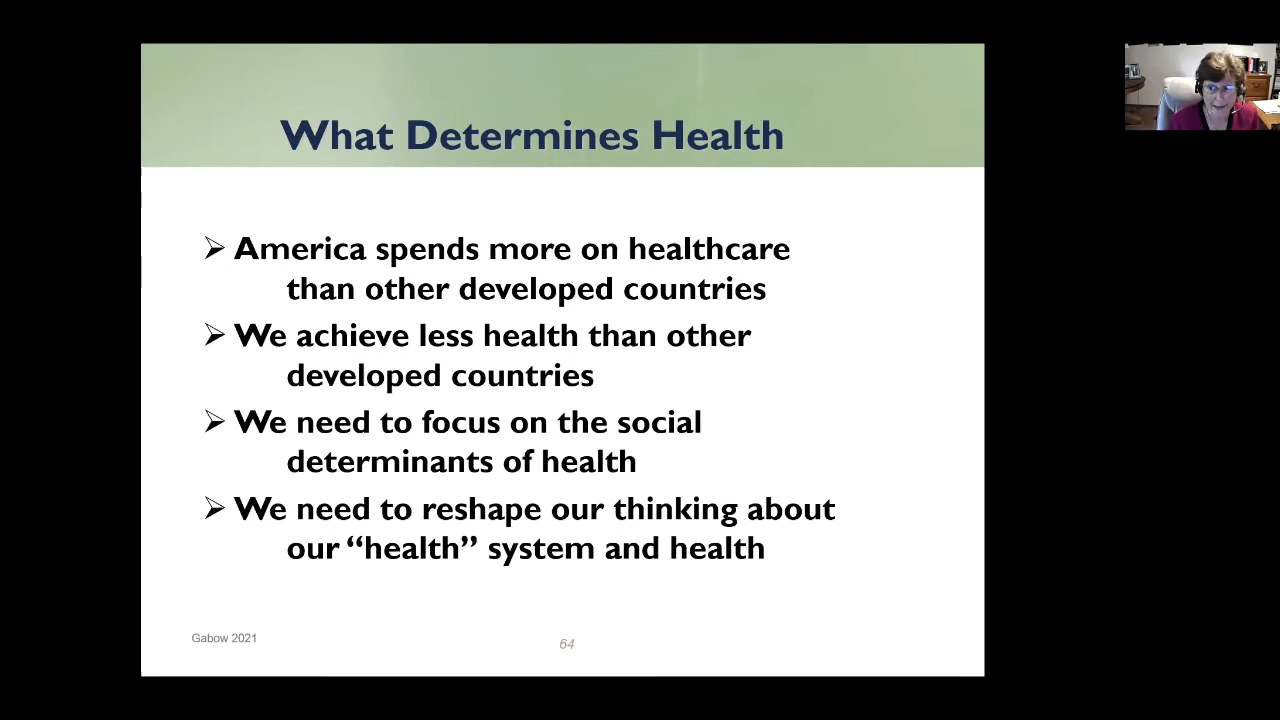 What Determines Health
➢ America spends more on healthcare
than other developed countries
➢ We achieve less health than other
developed countries
➢ We need to focus on the social
determinants of health
➢ We need to reshape our thinking about
our “health” system and health
Gabow 2021
64